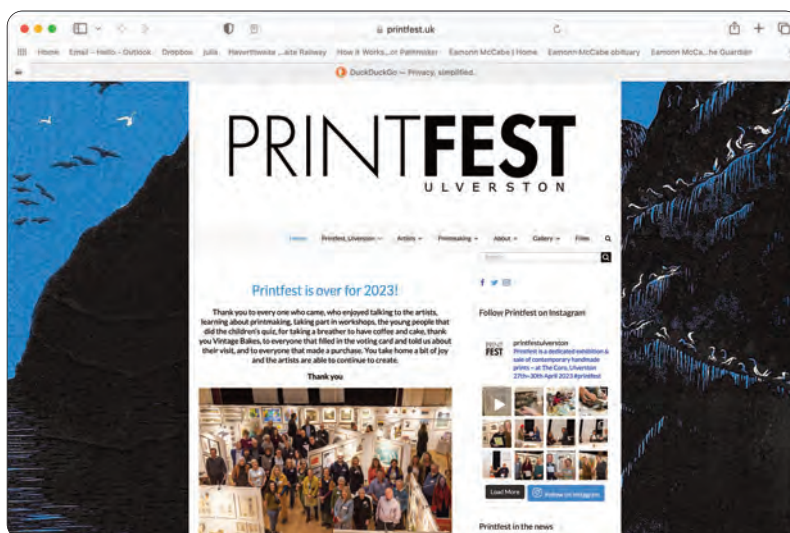 printfest.uk
Home Email – Hello – Outlook Dropbox julia Haverthwaite ...aite Railway How it Works...or Painmaker Eamonn McCabe | Home Eamonn McCabe obituary Eamonn McCa...he Guardian
DuckDuckGo — Privacy, simplified.
PRINTFEST
ULVERSTON
Home Printfest, Ulverston Artists Printmaking About Gallery Films
Printfest is over for 2023!
Thank you to every one who came, who enjoyed talking to the artists,
learning about printmaking, taking part in workshops, the young people that
did the children's quiz, for taking a breather to have coffee and cake, thank
you Vintage Bakes, to everyone that filled in the voting card and told us about
their visit, and to everyone that made a purchase. You take home a bit of joy
and the artists are able to continue to create.
Thank you
Follow Printfest on Instagram
PRINT
FEST
printfestulverston
Printfest is a dedicated exhibition &
sale of contemporary handmade
prints – at The Coro, Ulverston
27th-30th April 2023 #printfest
Load More
Follow on Instagram
Printfest in the news